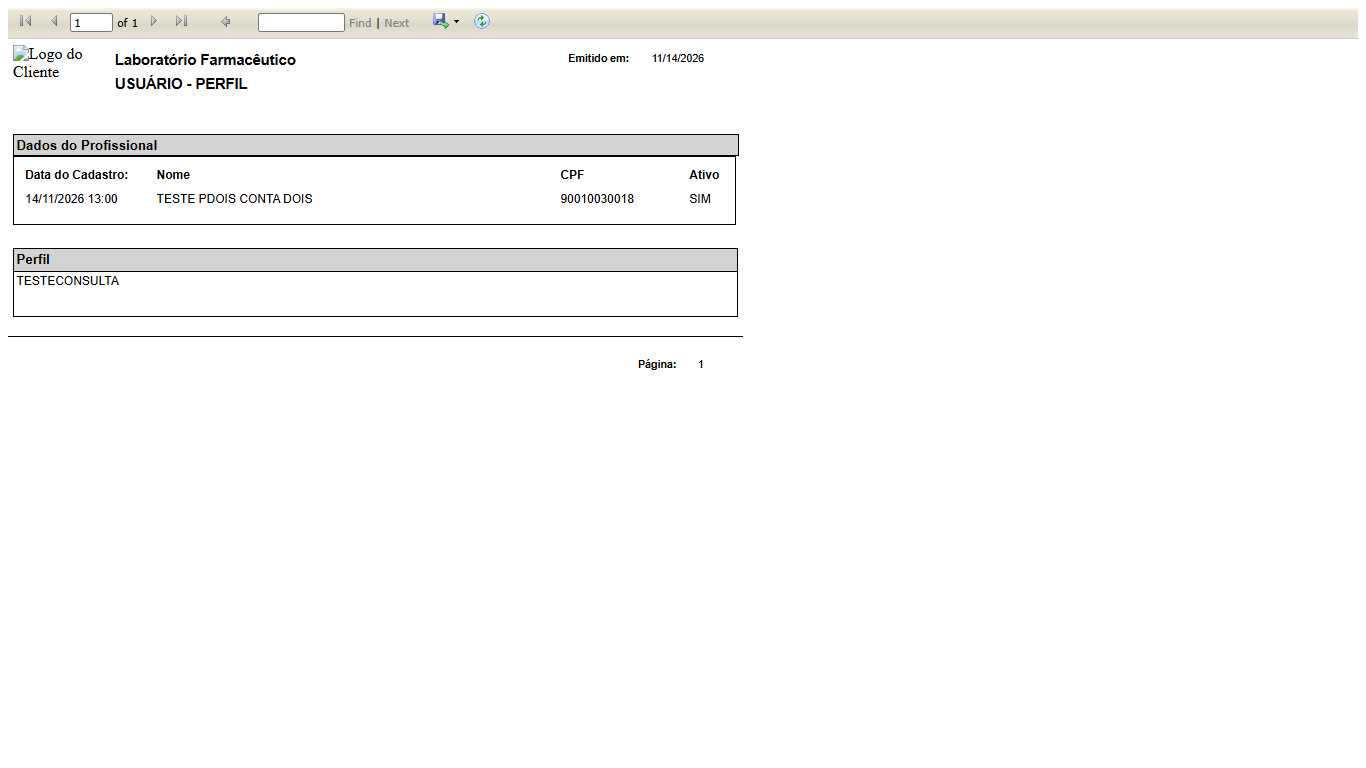 1 of 1 Find | Next
Logo do
Cliente
Laboratório Farmacêutico
USUÁRIO - PERFIL
Emitido em: 11/14/2026
Dados do Profissional
Data do Cadastro: Nome CPF Ativo
14/11/2026 13:00 TESTE PDOIS CONTA DOIS 90010030018 SIM
Perfil
TESTECONSULTA
Página: 1